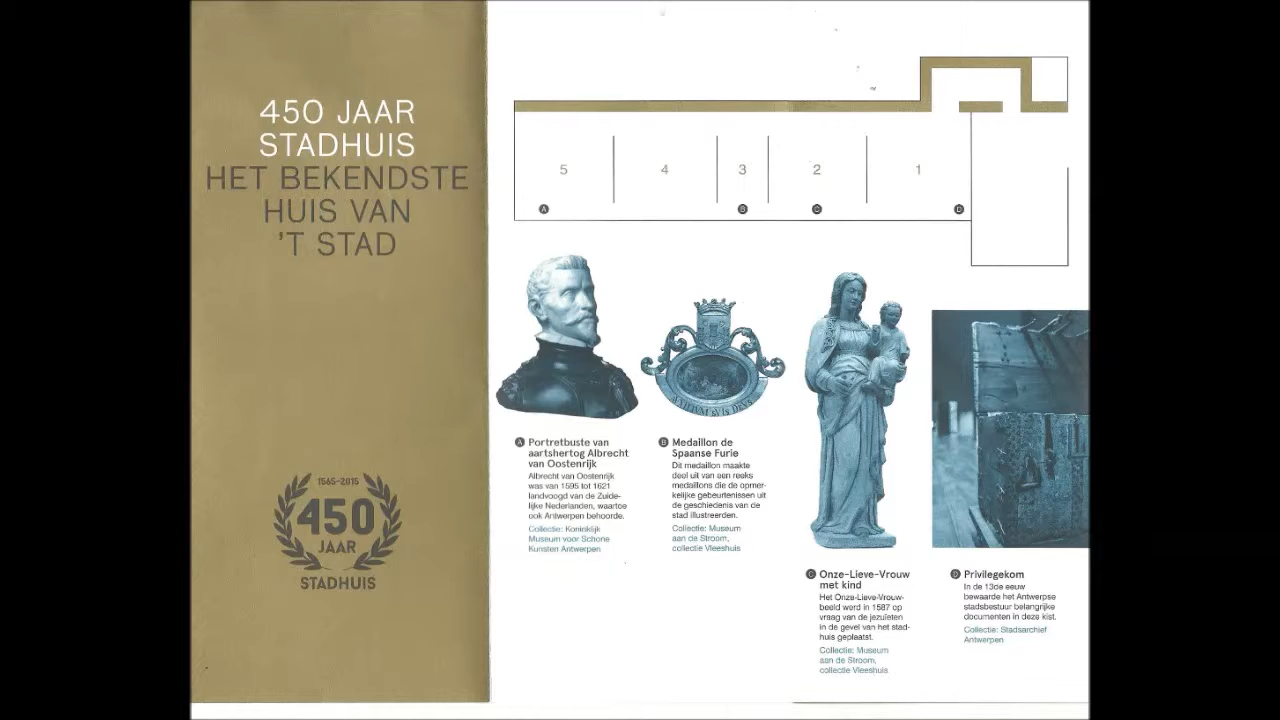 450 JAAR
STADHUIS
HET BEKENDSTE
HUIS VAN
'T STAD
1565-2015
450
JAAR
STADHUIS
5 4 3 2 1
A B C D
A Portretbuste van
aartshertog Albrecht
van Oostenrijk
Albrecht van Oostenrijk
was van 1595 tot 1621
landvoogd van de Zuide-
lijke Nederlanden, waartoe
ook Antwerpen behoorde.
Collectie: Koninklijk
Museum voor Schone
Kunsten Antwerpen
B Medaillon de
Spaanse Furie
Dit medaillon maakte
deel uit van een reeks
medaillons die de opmer-
kelijke gebeurtenissen uit
de geschiedenis van de
stad illustreerden.
Collectie: Museum
aan de Stroom,
collectie Vleeshuis
C Onze-Lieve-Vrouw
met kind
Het Onze-Lieve-Vrouw-
beeld werd in 1587 op
vraag van de jezuïeten
in de gevel van het stad-
huis geplaatst.
Collectie: Museum
aan de Stroom,
collectie Vleeshuis
D Privilegekom
In de 13de eeuw
bewaarde het Antwerpse
stadsbestuur belangrijke
documenten in deze kist.
Collectie: Stadsarchief
Antwerpen